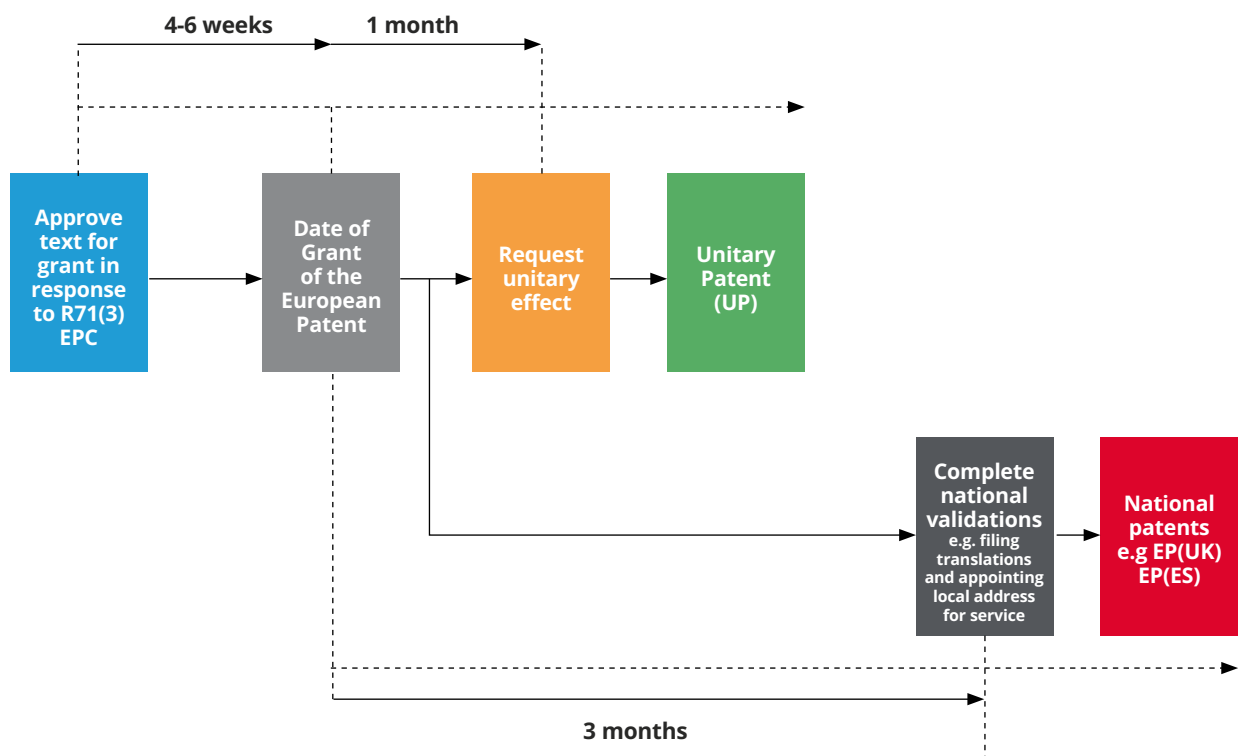 4-6 weeks
1 month
Approve
text for
grant in
response
to R71(3)
EPC
Date of
Grant
of the
European
Patent
Request
unitary
effect
Unitary
Patent
(UP)
Complete
national
validations
e.g. filing
translations
and appointing
local address
for service
National
patents
e.g EP(UK)
EP(ES)
3 months